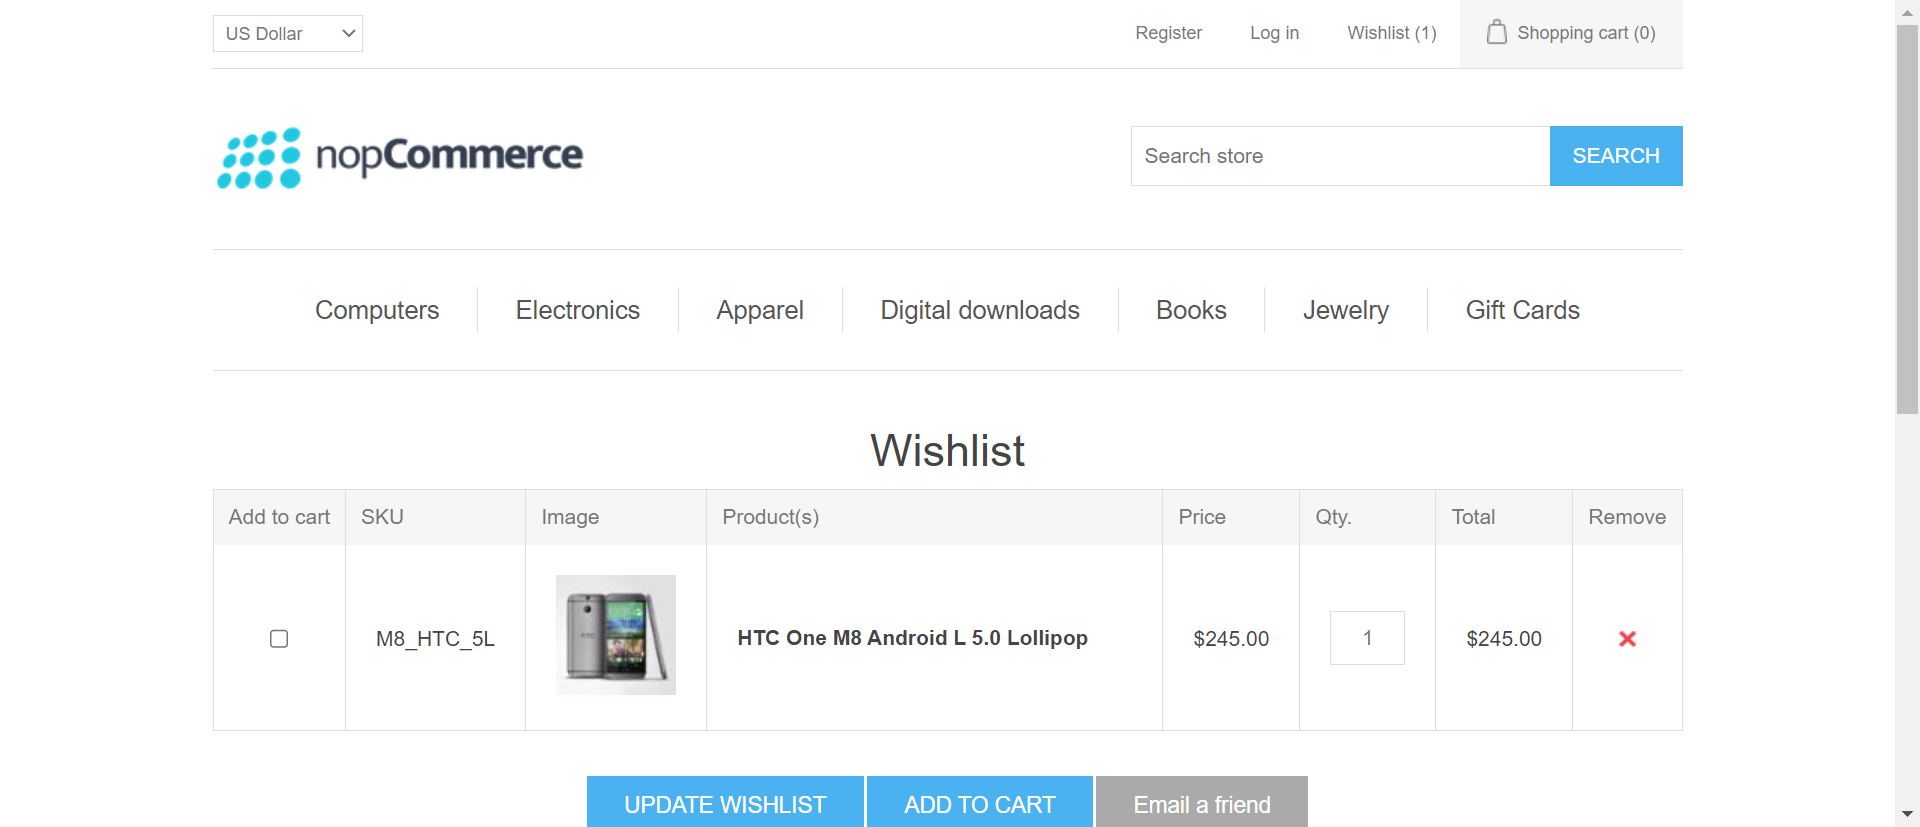 US Dollar
Register
Log in
Wishlist (1)
Shopping cart (0)
nopCommerce
Search store
SEARCH
Computers
Electronics
Apparel
Digital downloads
Books
Jewelry
Gift Cards
Wishlist
Add to cart
SKU
Image
Product(s)
Price
Qty.
Total
Remove
M8_HTC_5L
HTC One M8 Android L 5.0 Lollipop
$245.00
1
$245.00
UPDATE WISHLIST
ADD TO CART
Email a friend